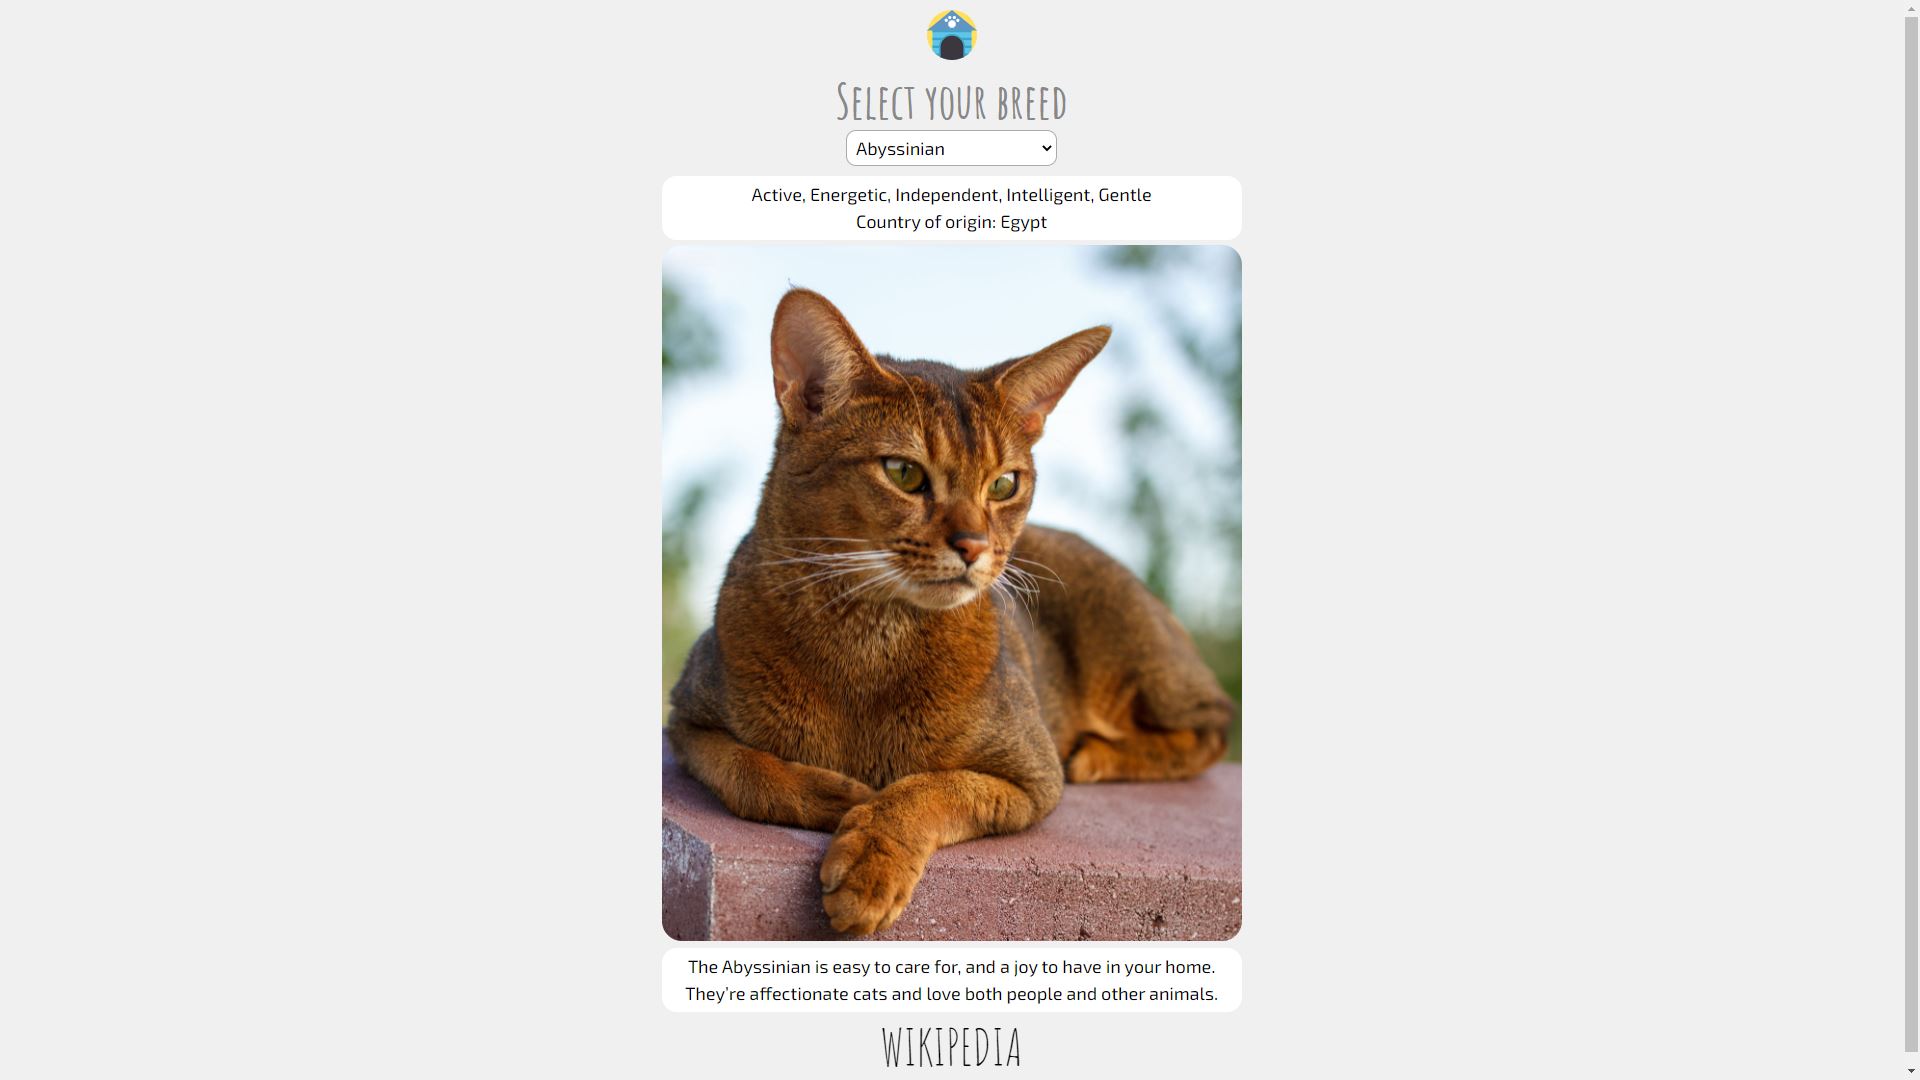 Select your breed
Abyssinian
Active, Energetic, Independent, Intelligent, Gentle
Country of origin: Egypt
The Abyssinian is easy to care for, and a joy to have in your home.
They’re affectionate cats and love both people and other animals.
WIKIPEDIA